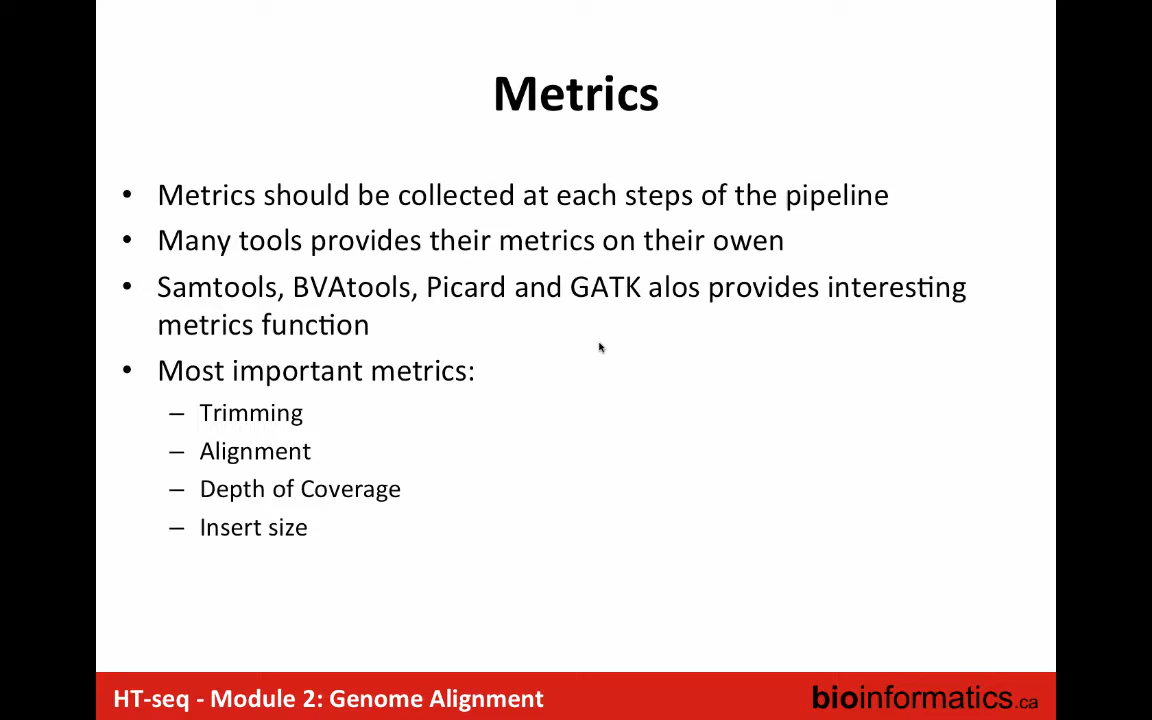 Metrics
• Metrics should be collected at each steps of the pipeline
• Many tools provides their metrics on their owen
• Samtools, BVAtools, Picard and GATK alos provides interesting
metrics function
• Most important metrics:
– Trimming
– Alignment
– Depth of Coverage
– Insert size
HT-seq - Module 2: Genome Alignment
bioinformatics.ca